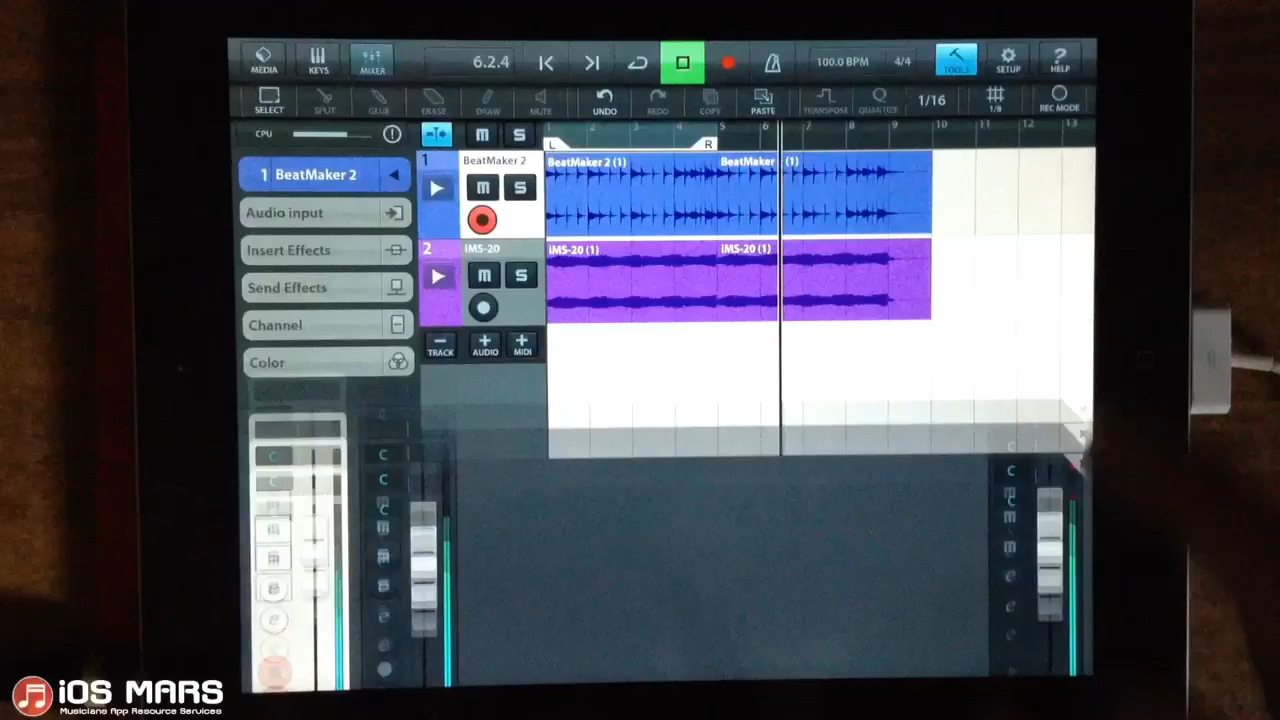 MEDIA KEYS MIXER 6.2.4 100.0 BPM 4/4 TOOLS SETUP HELP
SELECT SPLIT GLUE ERASE DRAW MUTE UNDO REDO COPY PASTE TRANSPOSE QUANTIZE 1/16 1/8 REC MODE
CPU M S 1 2 3 4 5 6 7 8 9 10 11 12 13
L R
1 BeatMaker 2
1 BeatMaker 2 BeatMaker 2 (1) BeatMaker (1)
M S
Audio input
2 iMS-20 iMS-20 (1) iMS-20 (1)
Insert Effects
M S
Send Effects
Channel
TRACK AUDIO MIDI
Color
C C C
C C C
C C
m m m
m
e e
e e
e
iOS MARS
Musicians App Resource Services